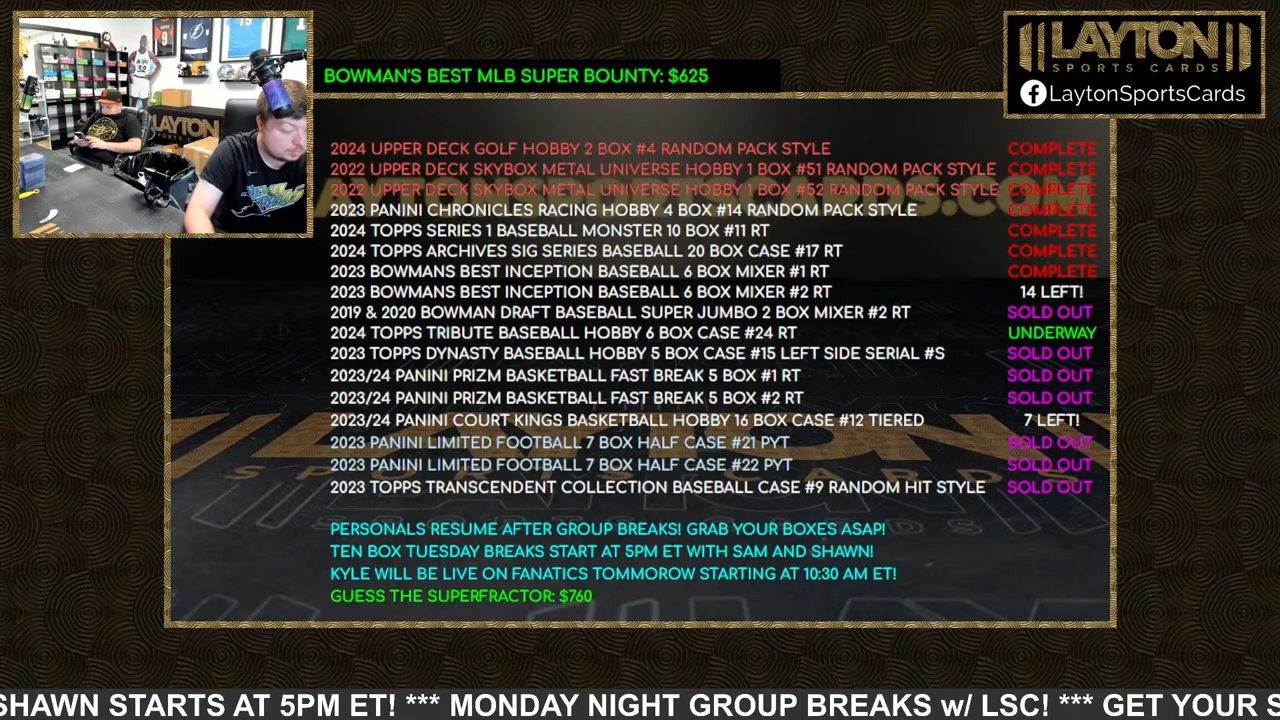 BOWMAN'S BEST MLB SUPER BOUNTY: $625
LAYTON
SPORTS CARDS
LaytonSportsCards
2024 UPPER DECK GOLF HOBBY 2 BOX #4 RANDOM PACK STYLE COMPLETE
2022 UPPER DECK SKYBOX METAL UNIVERSE HOBBY 1 BOX #51 RANDOM PACK STYLE COMPLETE
2022 UPPER DECK SKYBOX METAL UNIVERSE HOBBY 1 BOX #52 RANDOM PACK STYLE COMPLETE
2023 PANINI CHRONICLES RACING HOBBY 4 BOX #14 RANDOM PACK STYLE COMPLETE
2024 TOPPS SERIES 1 BASEBALL MONSTER 10 BOX #11 RT COMPLETE
2024 TOPPS ARCHIVES SIG SERIES BASEBALL 20 BOX CASE #17 RT COMPLETE
2023 BOWMANS BEST INCEPTION BASEBALL 6 BOX MIXER #1 RT COMPLETE
2023 BOWMANS BEST INCEPTION BASEBALL 6 BOX MIXER #2 RT 14 LEFT!
2019 & 2020 BOWMAN DRAFT BASEBALL SUPER JUMBO 2 BOX MIXER #2 RT SOLD OUT
2024 TOPPS TRIBUTE BASEBALL HOBBY 6 BOX CASE #24 RT UNDERWAY
2023 TOPPS DYNASTY BASEBALL HOBBY 5 BOX CASE #15 LEFT SIDE SERIAL #S SOLD OUT
2023/24 PANINI PRIZM BASKETBALL FAST BREAK 5 BOX #1 RT SOLD OUT
2023/24 PANINI PRIZM BASKETBALL FAST BREAK 5 BOX #2 RT SOLD OUT
2023/24 PANINI COURT KINGS BASKETBALL HOBBY 16 BOX CASE #12 TIERED 7 LEFT!
2023 PANINI LIMITED FOOTBALL 7 BOX HALF CASE #21 PYT SOLD OUT
2023 PANINI LIMITED FOOTBALL 7 BOX HALF CASE #22 PYT SOLD OUT
2023 TOPPS TRANSCENDENT COLLECTION BASEBALL CASE #9 RANDOM HIT STYLE SOLD OUT
PERSONALS RESUME AFTER GROUP BREAKS! GRAB YOUR BOXES ASAP!
TEN BOX TUESDAY BREAKS START AT 5PM ET WITH SAM AND SHAWN!
KYLE WILL BE LIVE ON FANATICS TOMMOROW STARTING AT 10:30 AM ET!
GUESS THE SUPERFRACTOR: $760
SHAWN STARTS AT 5PM ET! *** MONDAY NIGHT GROUP BREAKS w/ LSC! *** GET YOUR S